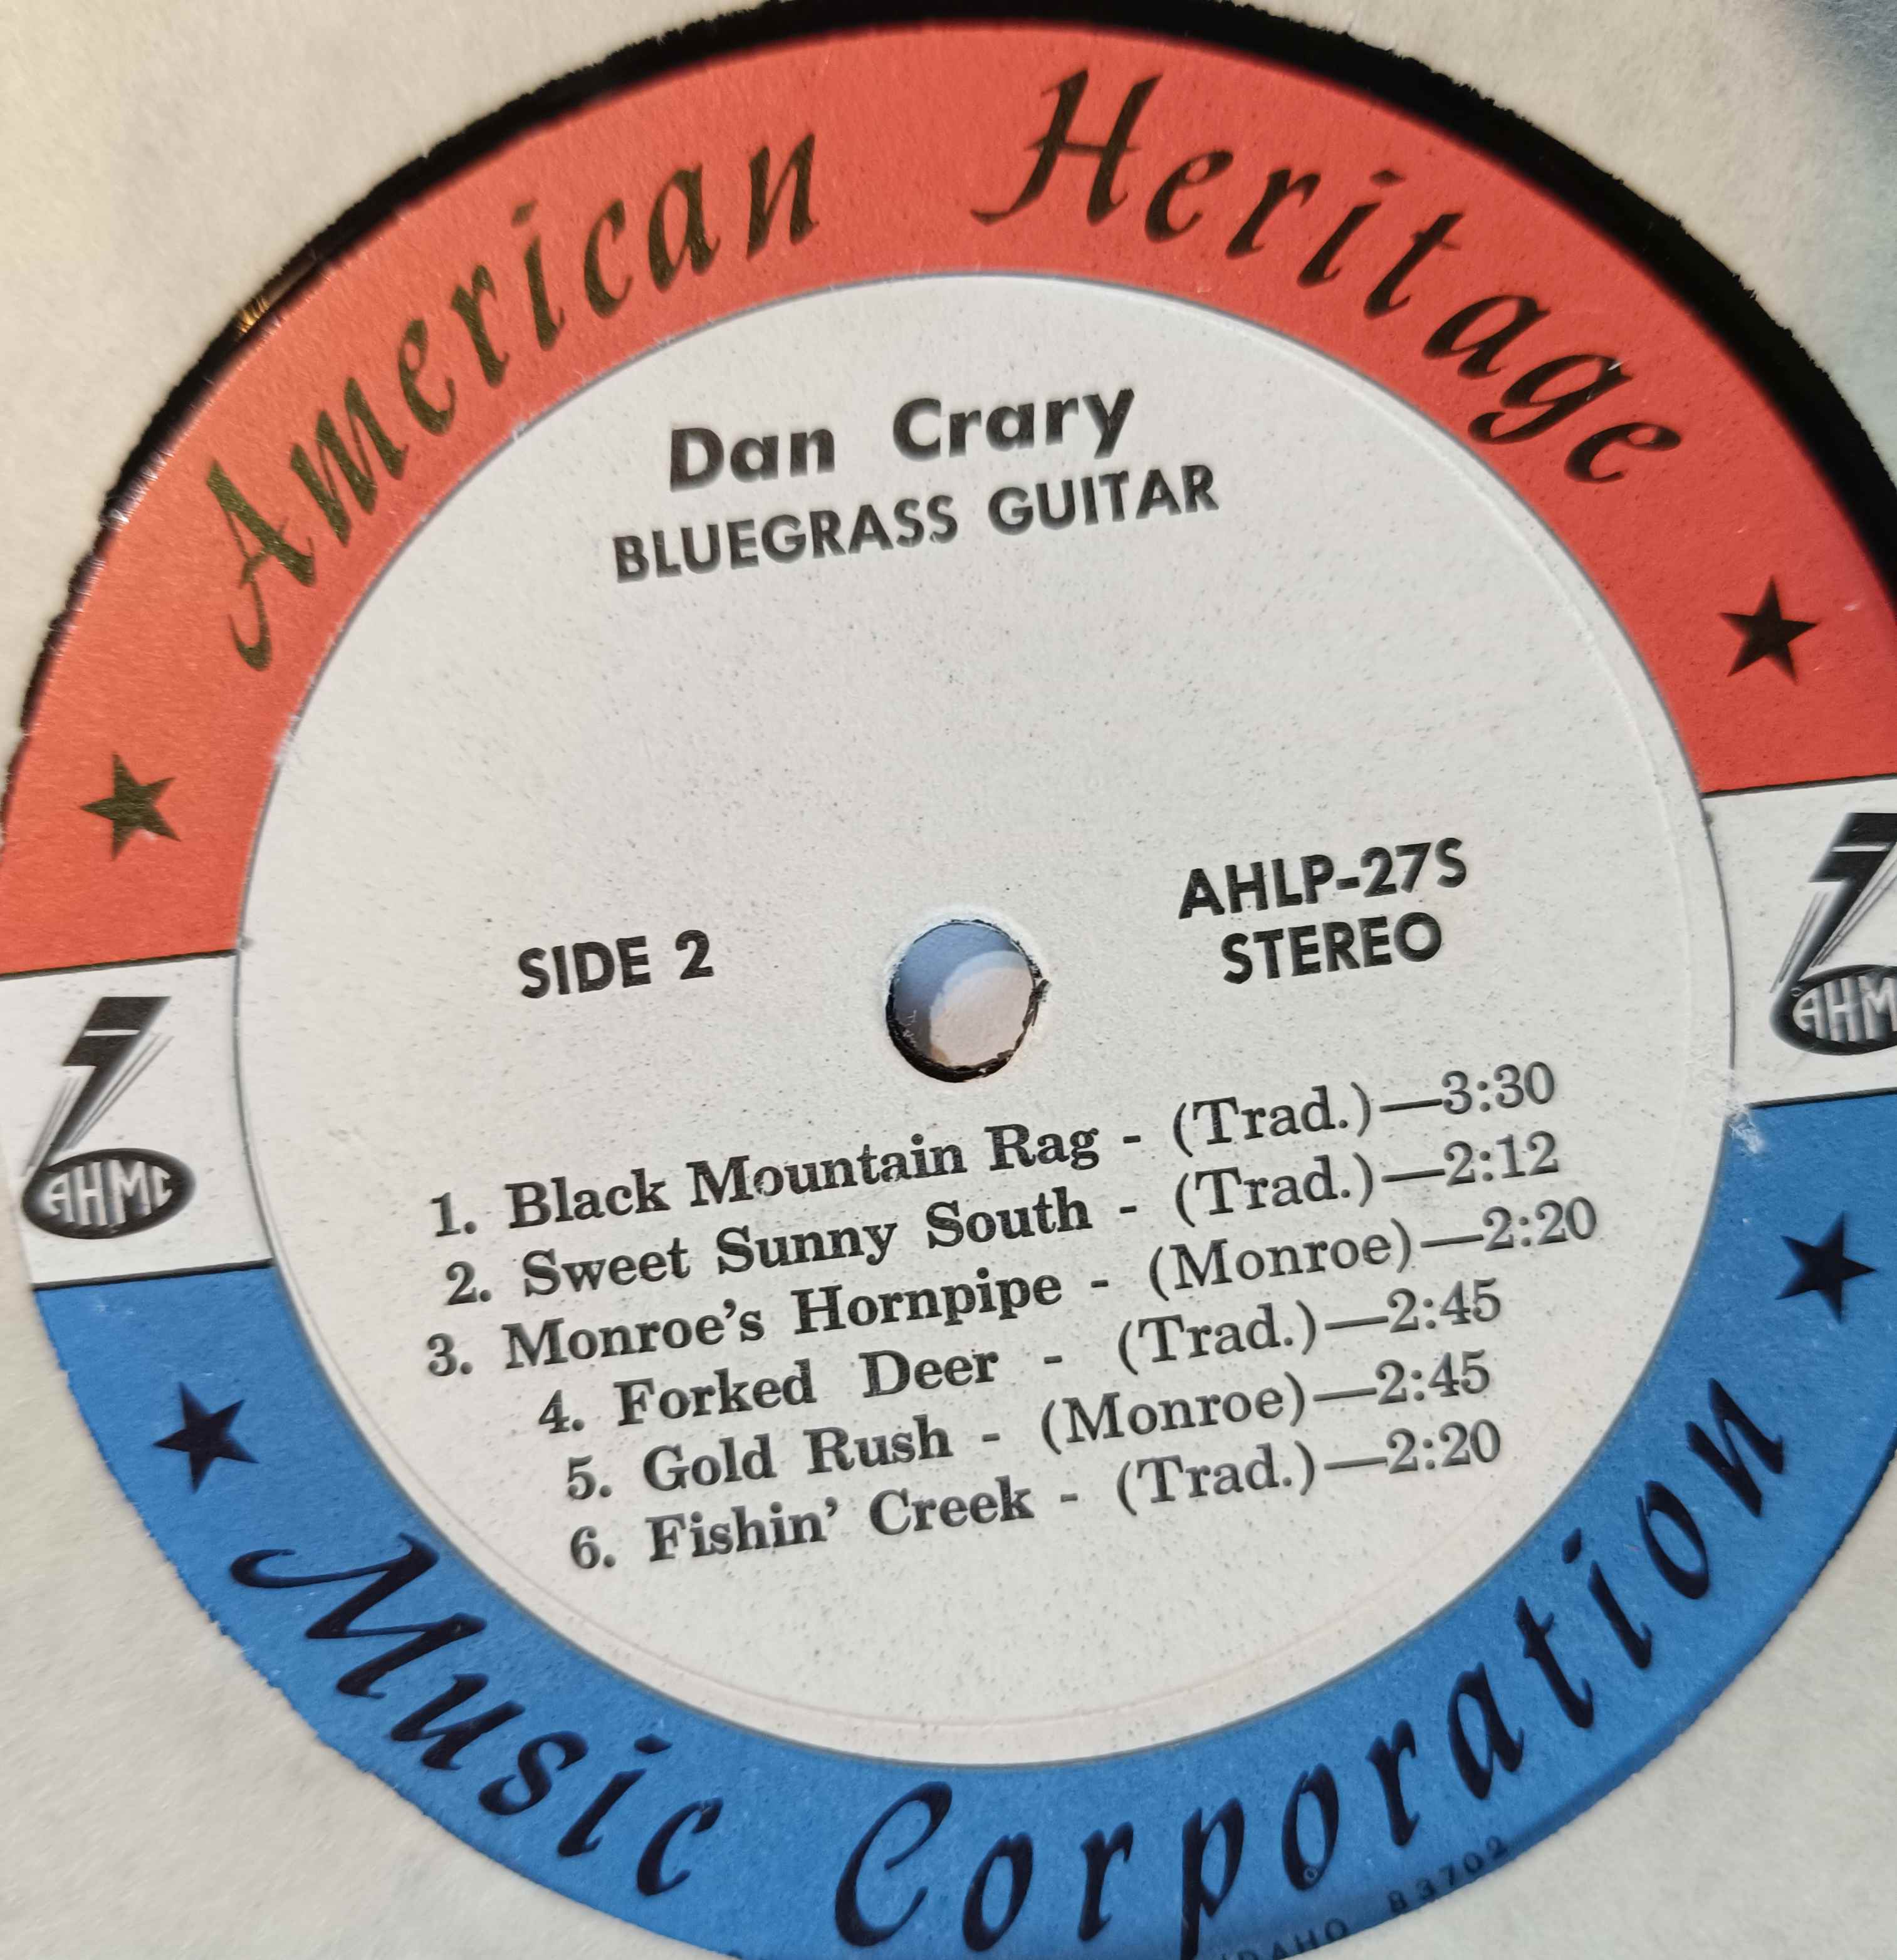 American Heritage
Dan Crary
BLUEGRASS GUITAR
SIDE 2
AHLP-27S
STEREO
AHMC
AHM
1. Black Mountain Rag - (Trad.)—3:30
2. Sweet Sunny South - (Trad.)—2:12
3. Monroe's Hornpipe - (Monroe)—2:20
4. Forked Deer - (Trad.)—2:45
5. Gold Rush - (Monroe)—2:45
6. Fishin' Creek - (Trad.)—2:20
Music Corporation
IDAHO 83702